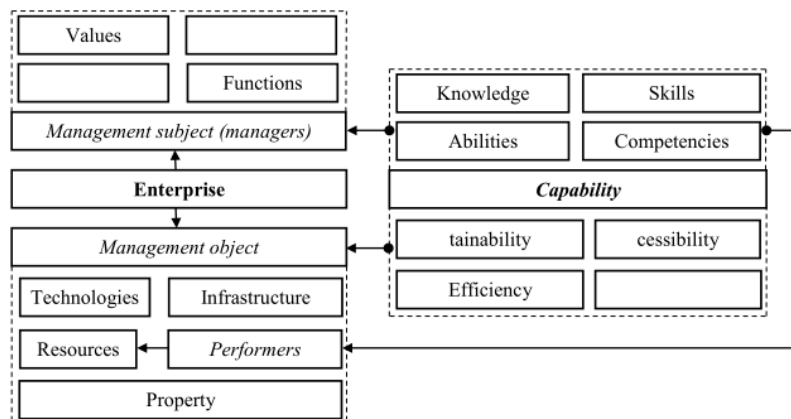 Values
Functions
Management subject (managers)
Enterprise
Management object
Technologies Infrastructure
Resources Performers
Property
Knowledge Skills
Abilities Competencies
Capability
tainability cessibility
Efficiency